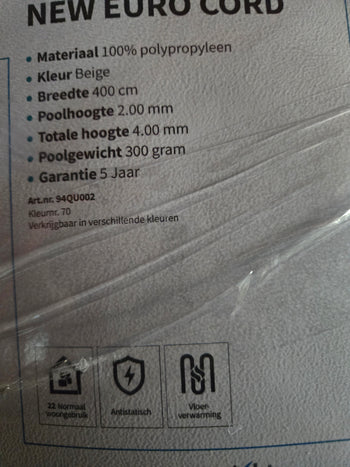 NEW EURO CORD
• Materiaal 100% polypropyleen
• Kleur Beige
• Breedte 400 cm
• Poolhoogte 2.00 mm
• Totale hoogte 4.00 mm
• Poolgewicht 300 gram
• Garantie 5 Jaar
Art.nr. 94QU002
Kleurnr. 70
Verkrijgbaar in verschillende kleuren
22 Normaal
woongebruik
Antistatisch
Vloer-
verwarming